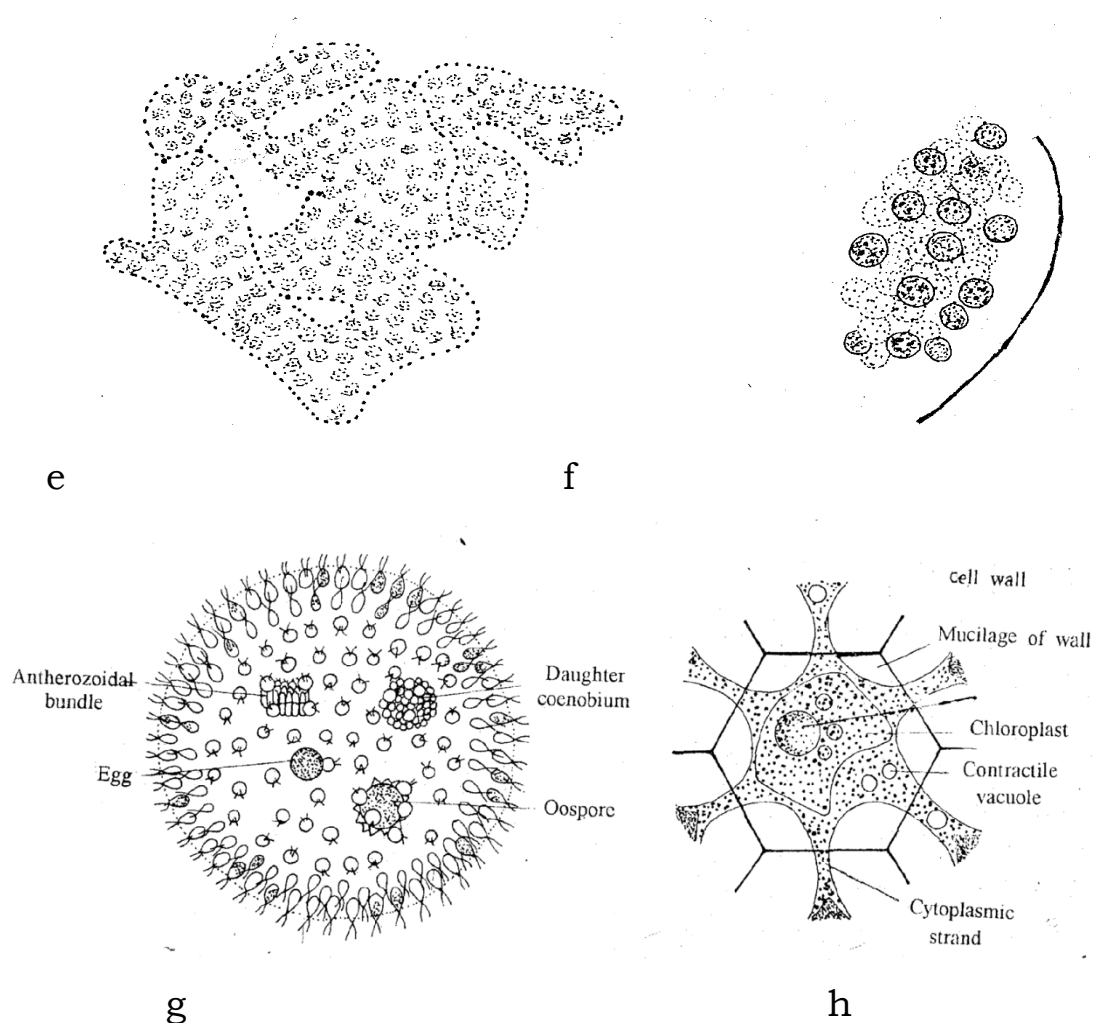 e
f
cell wall
Mucilage of wall
Antherozoidal
bundle
Daughter
coenobium
Chloroplast
Contractile
vacuole
Egg
Oospore
Cytoplasmic
strand
g
h